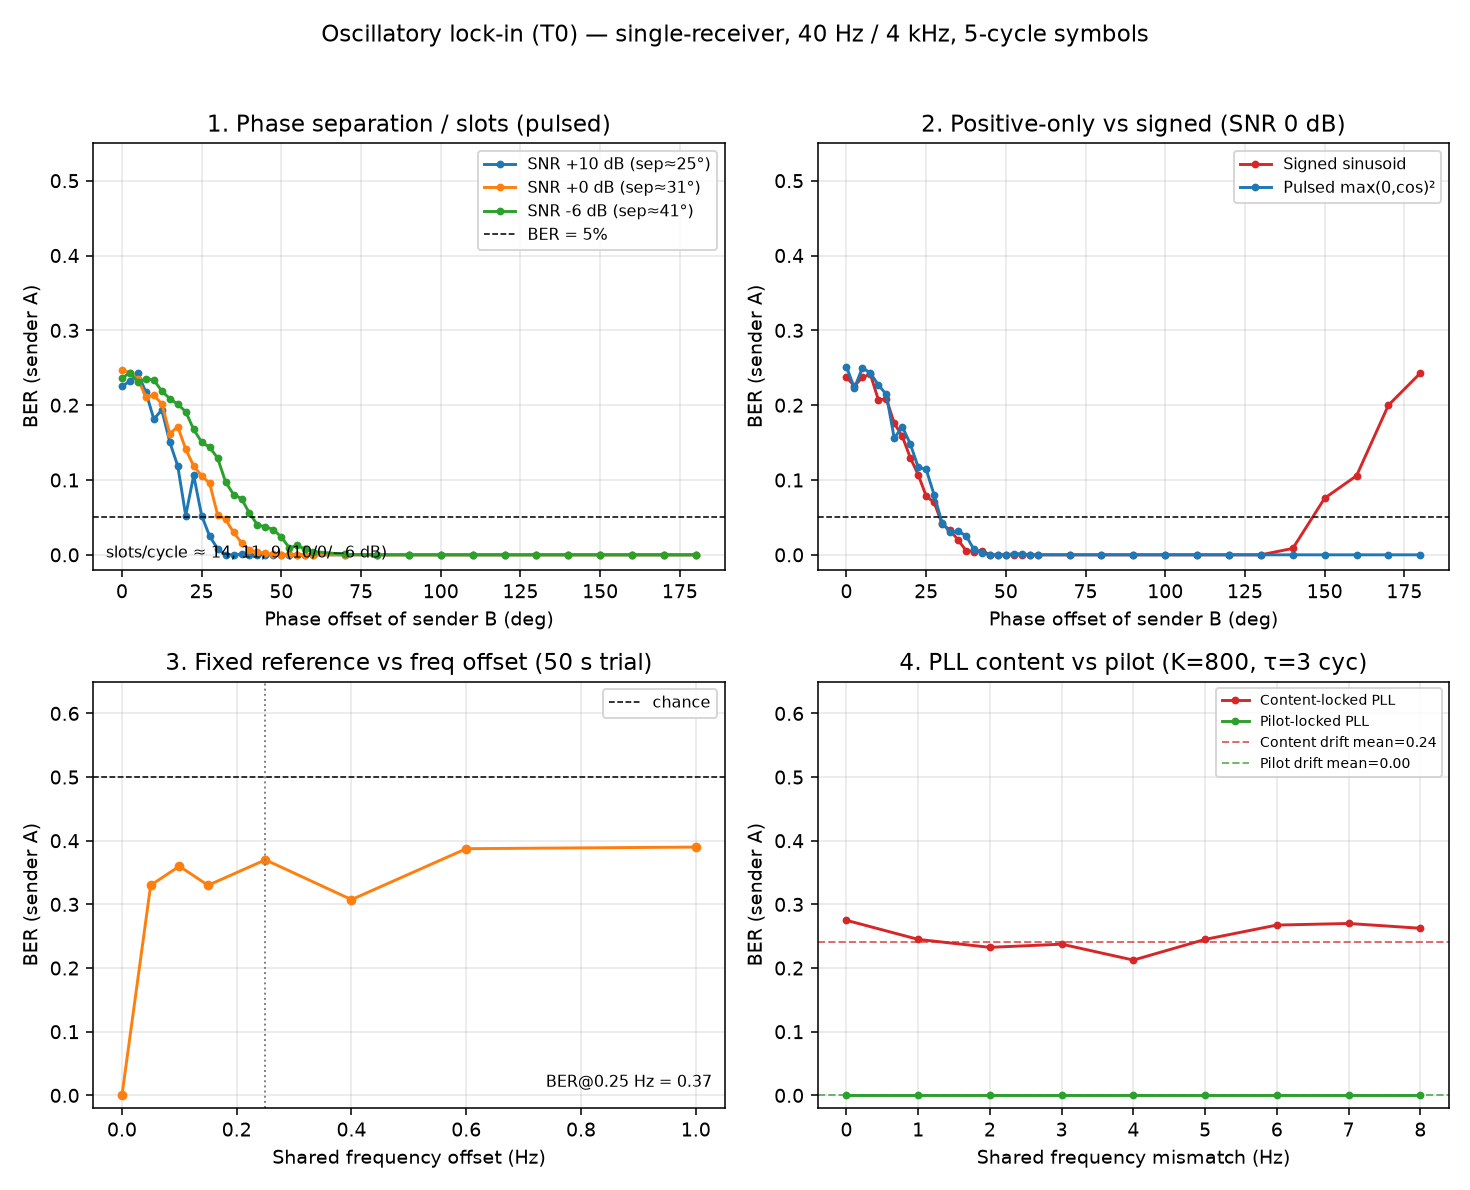 Oscillatory lock-in (T0) — single-receiver, 40 Hz / 4 kHz, 5-cycle symbols
1. Phase separation / slots (pulsed)
BER (sender A)
0.5
0.4
0.3
0.2
0.1
0.0
SNR +10 dB (sep≈25°)
SNR +0 dB (sep≈31°)
SNR -6 dB (sep≈41°)
BER = 5%
slots/cycle ≈ 14, 11, 9 (10/0/−6 dB)
0 25 50 75 100 125 150 175
Phase offset of sender B (deg)
2. Positive-only vs signed (SNR 0 dB)
BER (sender A)
0.5
0.4
0.3
0.2
0.1
0.0
Signed sinusoid
Pulsed max(0,cos)²
0 25 50 75 100 125 150 175
Phase offset of sender B (deg)
3. Fixed reference vs freq offset (50 s trial)
BER (sender A)
0.6
0.5
0.4
0.3
0.2
0.1
0.0
chance
BER@0.25 Hz = 0.37
0.0 0.2 0.4 0.6 0.8 1.0
Shared frequency offset (Hz)
4. PLL content vs pilot (K=800, τ=3 cyc)
BER (sender A)
0.6
0.5
0.4
0.3
0.2
0.1
0.0
Content-locked PLL
Pilot-locked PLL
Content drift mean=0.24
Pilot drift mean=0.00
0 1 2 3 4 5 6 7 8
Shared frequency mismatch (Hz)